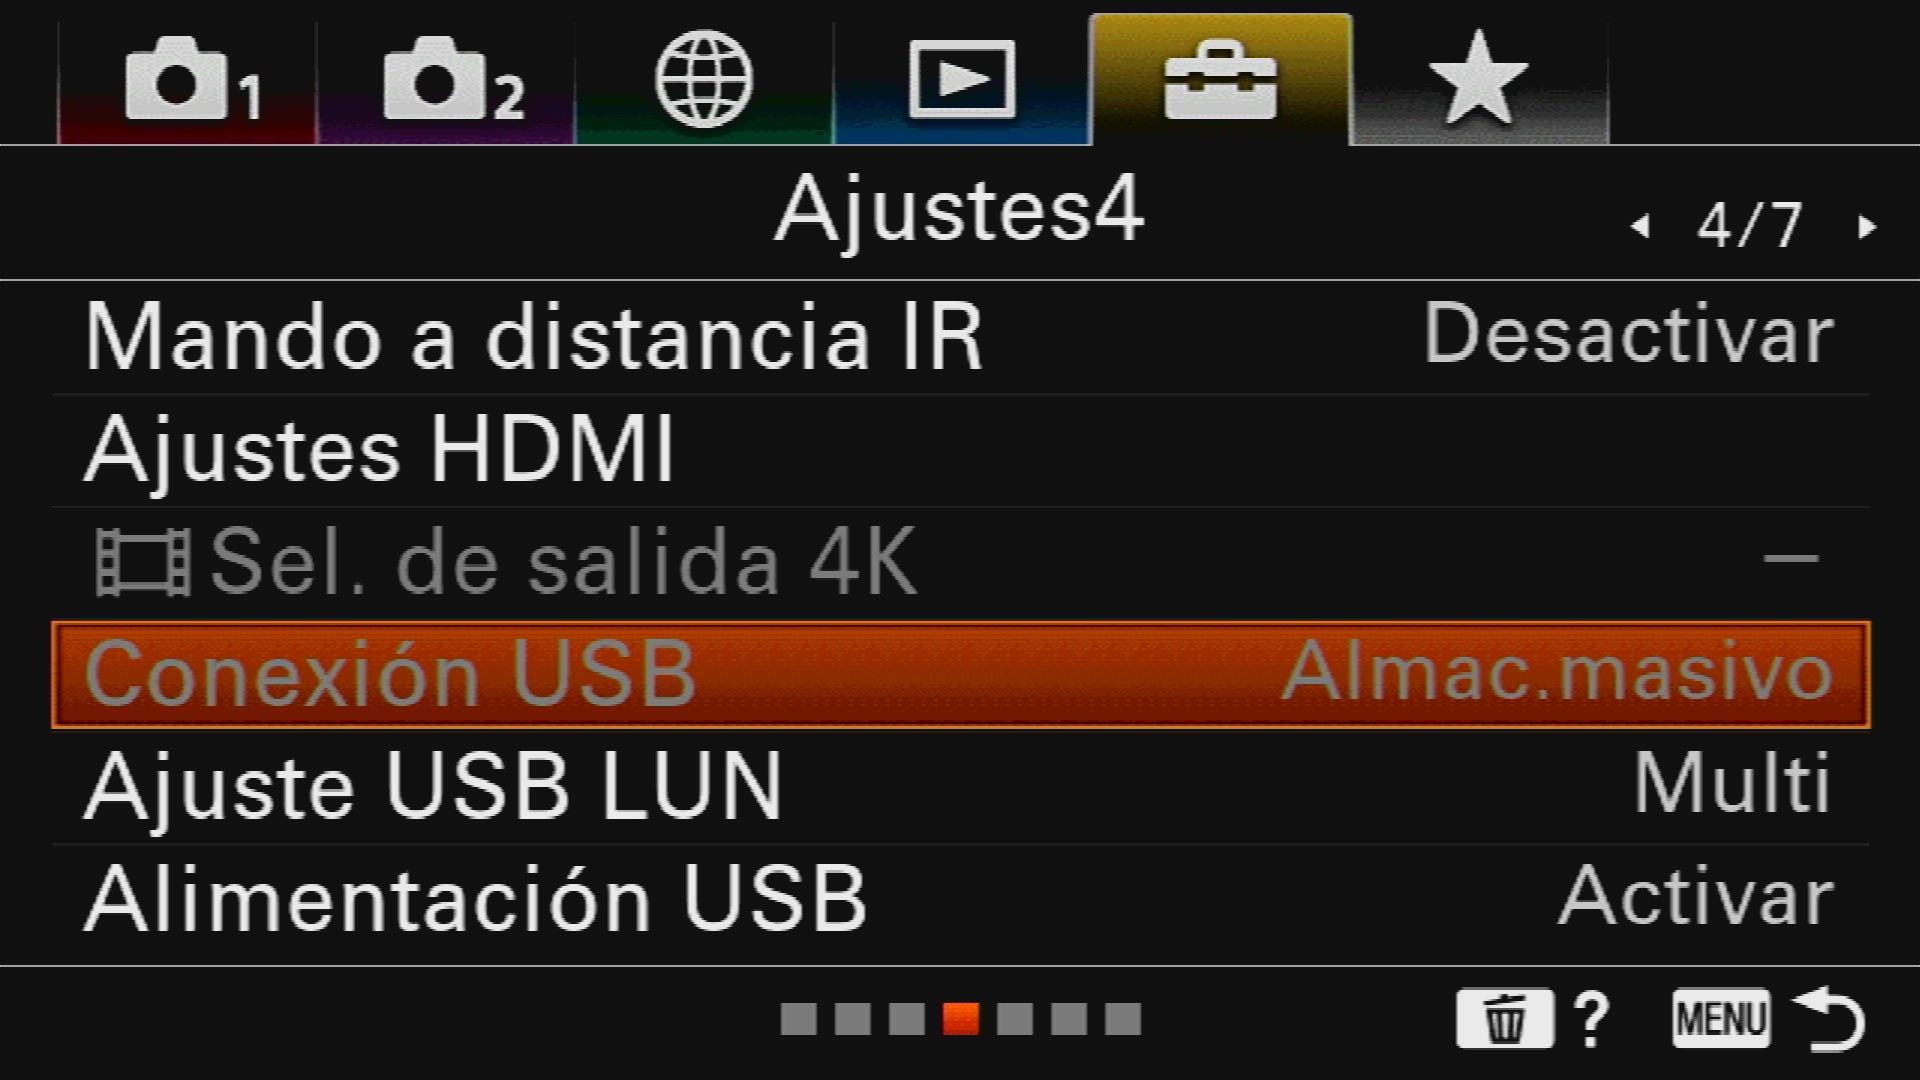 1
2
Ajustes4
4/7
Mando a distancia IR Desactivar
Ajustes HDMI
Sel. de salida 4K –
Conexión USB Almac.masivo
Ajuste USB LUN Multi
Alimentación USB Activar
? MENU